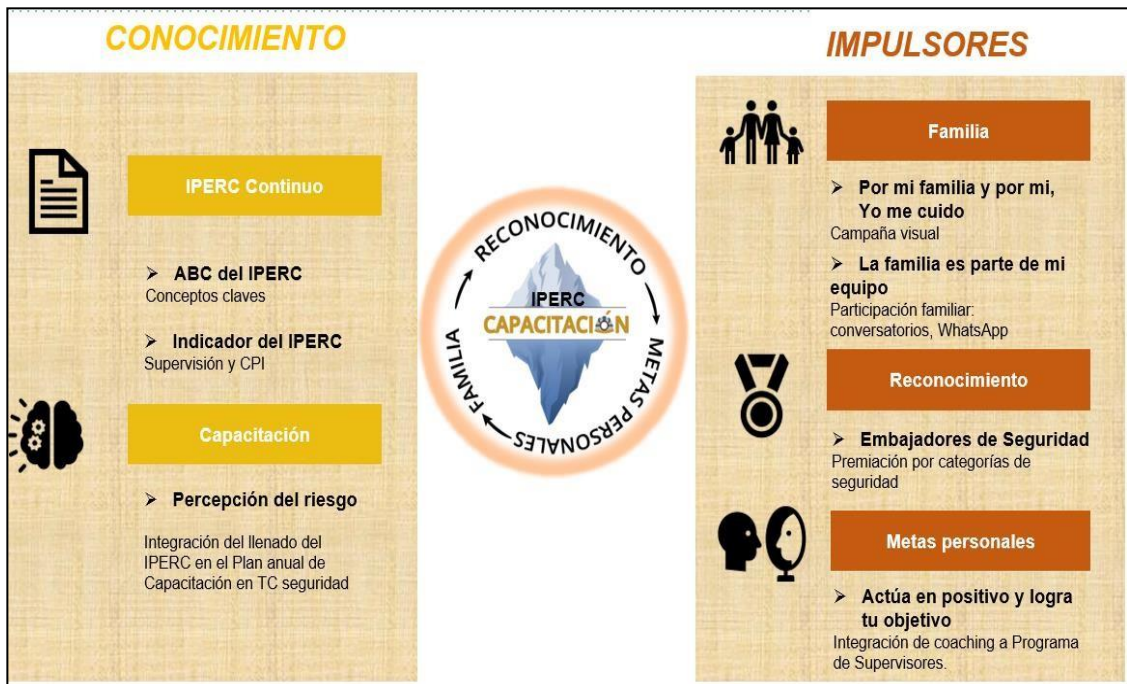 CONOCIMIENTO
IPERC Continuo
➢ ABC del IPERC
Conceptos claves
➢ Indicador del IPERC
Supervisión y CPI
Capacitación
➢ Percepción del riesgo
Integración del llenado del
IPERC en el Plan anual de
Capacitación en TC seguridad
RECONOCIMIENTO
METAS PERSONALES
FAMILIA
IPERC
CAPACITACIÓN
IMPULSORES
Familia
➢ Por mi familia y por mi,
Yo me cuido
Campaña visual
➢ La familia es parte de mi
equipo
Participación familiar:
conversatorios, WhatsApp
Reconocimiento
➢ Embajadores de Seguridad
Premiación por categorías de
seguridad
Metas personales
➢ Actúa en positivo y logra
tu objetivo
Integración de coaching a Programa
de Supervisores.